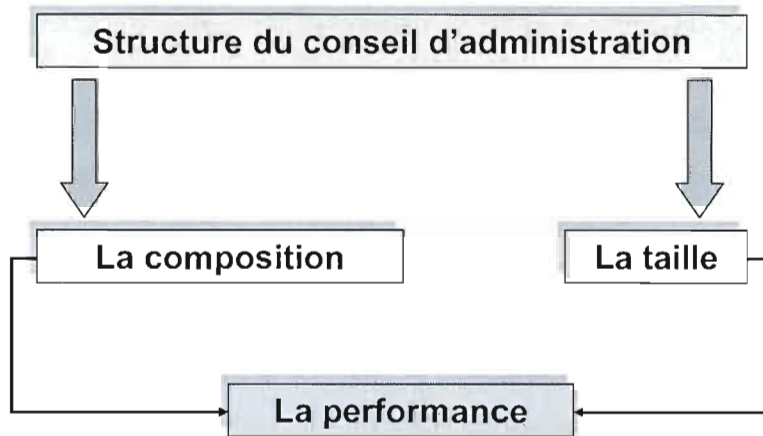 Structure du conseil d'administration
La composition
La taille
La performance